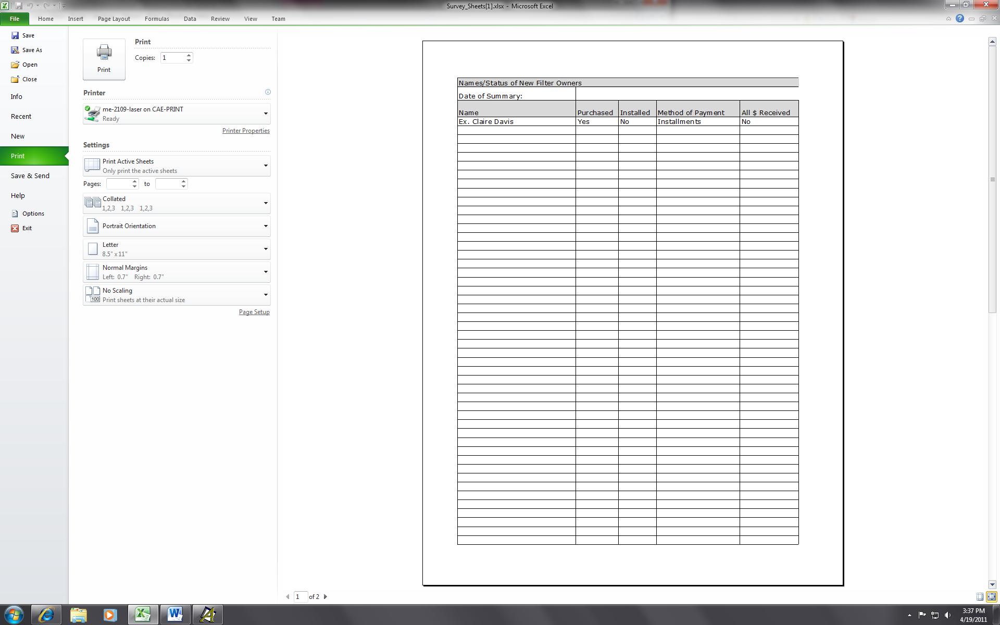 Survey_Sheets[1].xlsx - Microsoft Excel
File Home Insert Page Layout Formulas Data Review View Team
Save
Save As
Open
Close
Info
Recent
New
Print
Save & Send
Help
Options
Exit
Print
Print
Copies: 1
Printer
me-2109-laser on CAE-PRINT
Ready
Printer Properties
Settings
Print Active Sheets
Only print the active sheets
Pages: to
Collated
1,2,3 1,2,3 1,2,3
Portrait Orientation
Letter
8.5" x 11"
Normal Margins
Left: 0.7" Right: 0.7"
No Scaling
100
Print sheets at their actual size
Page Setup
Names/Status of New Filter Owners
Date of Summary:
Name Purchased Installed Method of Payment All $ Received
Ex. Claire Davis Yes No Installments No
1 of 2
3:37 PM
4/19/2011